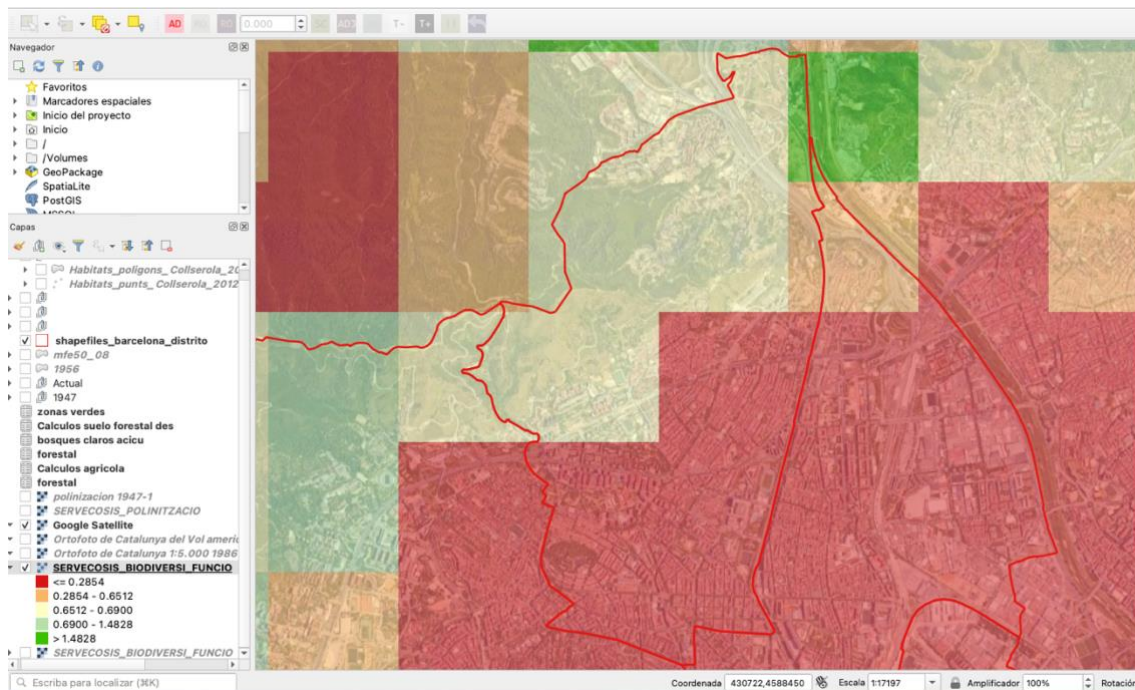 AD
0.000
T-
T+
Navegador
Favoritos
Marcadores espaciales
Inicio del proyecto
Inicio
/
/Volumes
GeoPackage
SpatiaLite
PostGIS
MSSQL
Capas
Habitats_poligons_Collserola_20
Habitats_punts_Collserola_2012
shapefiles_barcelona_distrito
mfe50_08
1956
Actual
1947
zonas verdes
Calculos suelo forestal des
bosques claros acicu
forestal
Calculos agricola
forestal
polinizacion 1947-1
SERVECOSIS_POLINITZACIO
Google Satellite
Ortofoto de Catalunya del Vol americ
Ortofoto de Catalunya 1:5.000 1986
SERVECOSIS_BIODIVERSI_FUNCIO
<= 0.2854
0.2854 - 0.6512
0.6512 - 0.6900
0.6900 - 1.4828
> 1.4828
SERVECOSIS_BIODIVERSI_FUNCIO
Escriba para localizar (⌘K)
Coordenada 430722,4588450 Escala 1:17197 Amplificador 100% Rotación